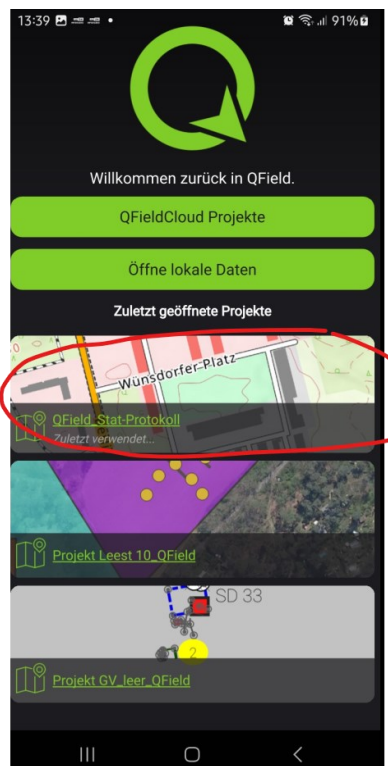 13:39
91%
Willkommen zurück in QField.
QFieldCloud Projekte
Öffne lokale Daten
Zuletzt geöffnete Projekte
Wünsdorfer-Platz
QField_Stat-Protokoll
Zuletzt verwendet...
Projekt Leest 10_QField
SD 33
2
Projekt GV_leer_QField